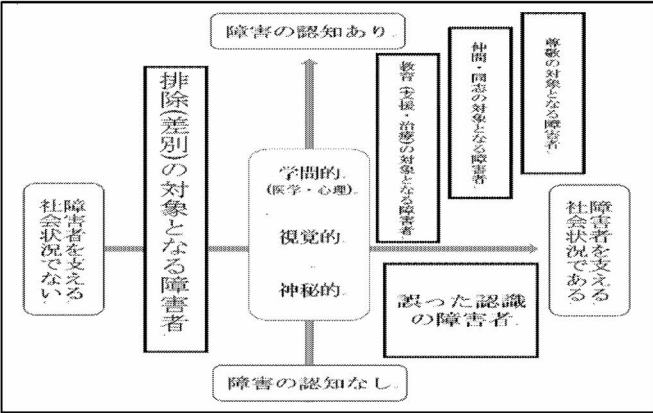 障害の認知あり
尊敬の対象となる障害者
仲間・同志の対象となる障害者
教育(支援・治療)の対象となる障害者
排除(差別)の対象となる障害者
障害者を支える
社会状況でない
学問的
(医学・心理)
視覚的
神秘的
障害者を支える
社会状況である
誤った認識
の障害者
障害の認知なし